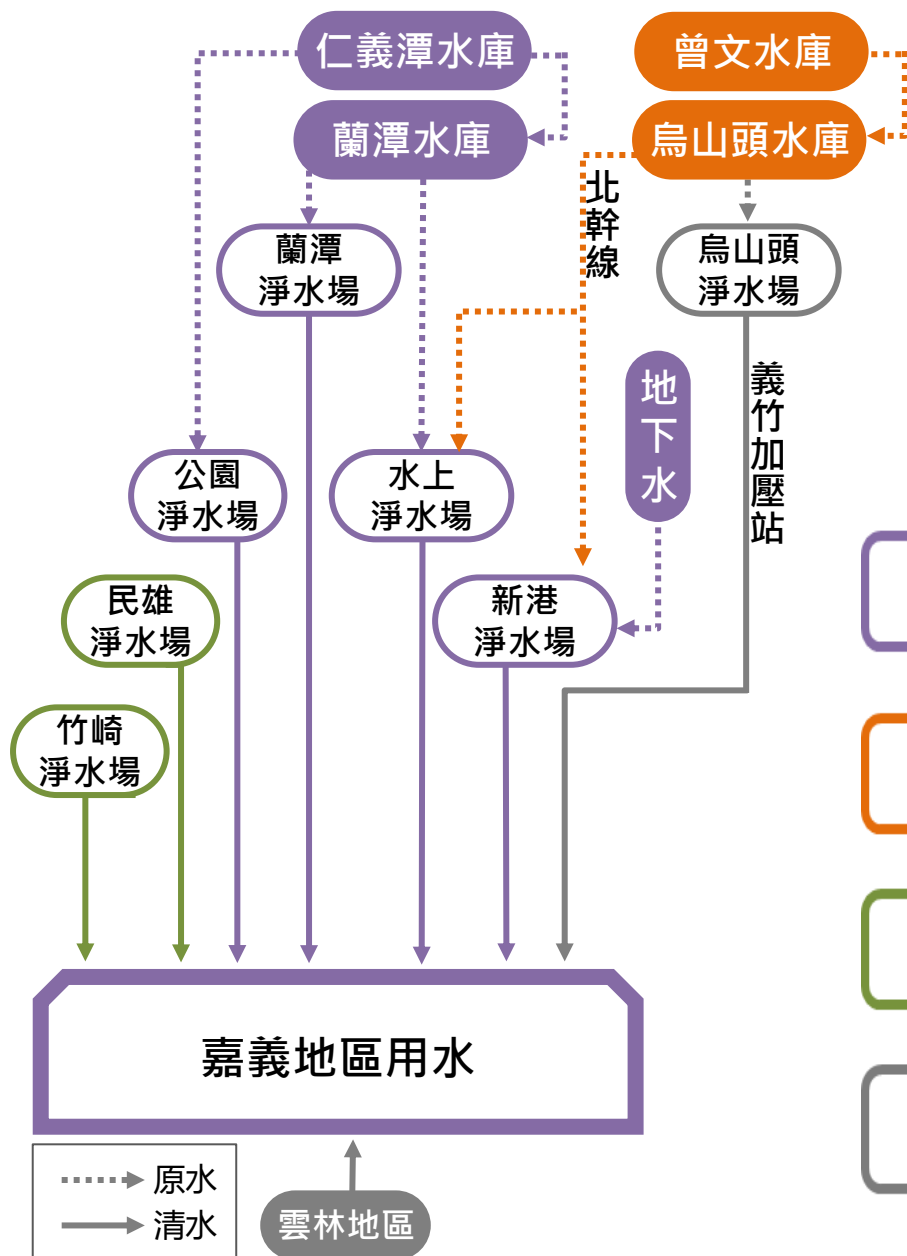 仁義潭水庫
曾文水庫
蘭潭水庫
烏山頭水庫
北幹線
蘭潭
淨水場
烏山頭
淨水場
義竹加壓站
地下水
公園
淨水場
水上
淨水場
民雄
淨水場
新港
淨水場
竹崎
淨水場
嘉義地區用水
原水
清水
雲林地區